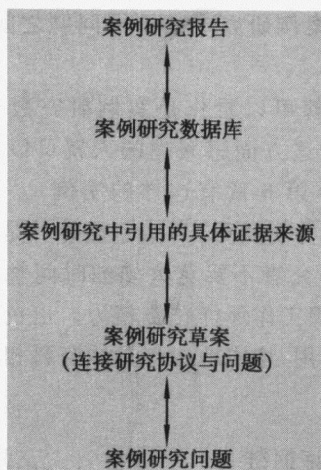 案例研究报告
案例研究数据库
案例研究中引用的具体证据来源
案例研究草案
(连接研究协议与问题)
案例研究问题